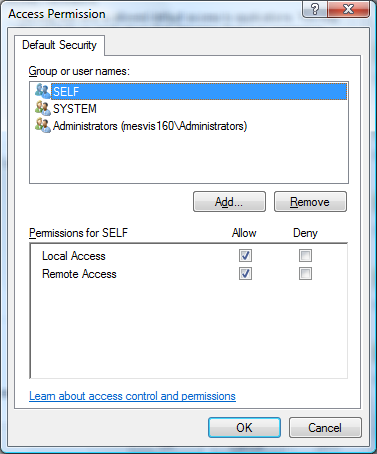 Access Permission
Default Security
Group or user names:
SELF
SYSTEM
Administrators (mesvis160\Administrators)
Add... Remove
Permissions for SELF Allow Deny
Local Access
Remote Access
Learn about access control and permissions
OK Cancel